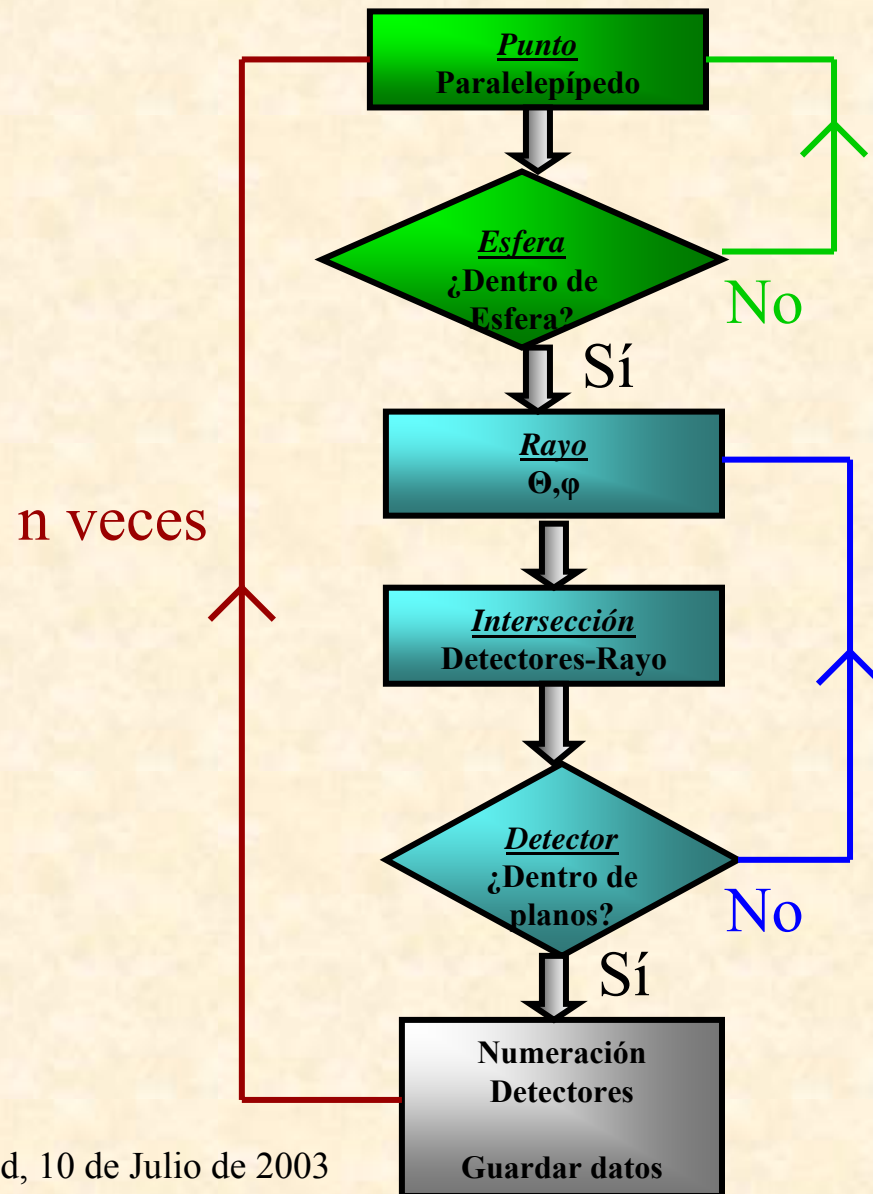 Punto
Paralelepípedo
Esfera
¿Dentro de
Esfera?
No
Sí
Rayo
Θ,φ
n veces
Intersección
Detectores-Rayo
Detector
¿Dentro de
planos?
No
Sí
Numeración
Detectores
Guardar datos
d, 10 de Julio de 2003